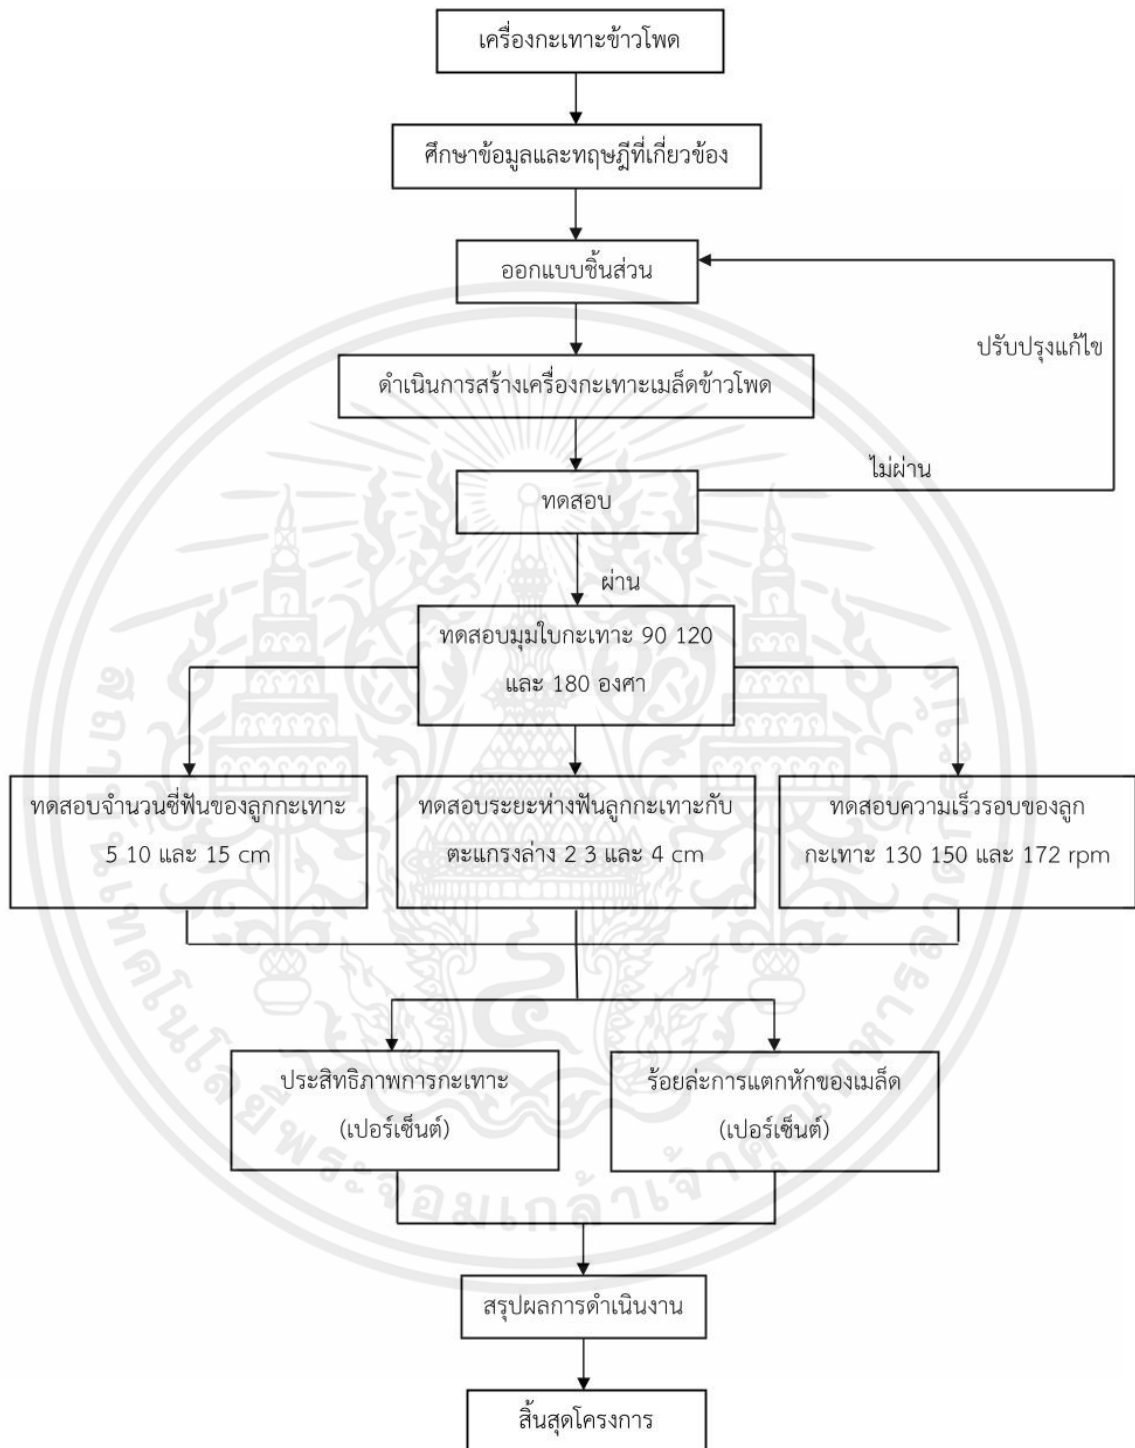 เครื่องกะเทาะข้าวโพด
ศึกษาข้อมูลและทฤษฎีที่เกี่ยวข้อง
ออกแบบชิ้นส่วน
ปรับปรุงแก้ไข
ดำเนินการสร้างเครื่องกะเทาะเมล็ดข้าวโพด
ไม่ผ่าน
ทดสอบ
ผ่าน
ทดสอบมุมใบกะเทาะ 90 120
และ 180 องศา
ทดสอบจำนวนซี่ฟันของลูกกะเทาะ
5 10 และ 15 cm
ทดสอบระยะห่างฟันลูกกะเทาะกับ
ตะแกรงล่าง 2 3 และ 4 cm
ทดสอบความเร็วรอบของลูก
กะเทาะ 130 150 และ 172 rpm
ประสิทธิภาพการกะเทาะ
(เปอร์เซ็นต์)
ร้อยล่ะการแตกหักของเมล็ด
(เปอร์เซ็นต์)
สรุปผลการดำเนินงาน
สิ้นสุดโครงการ